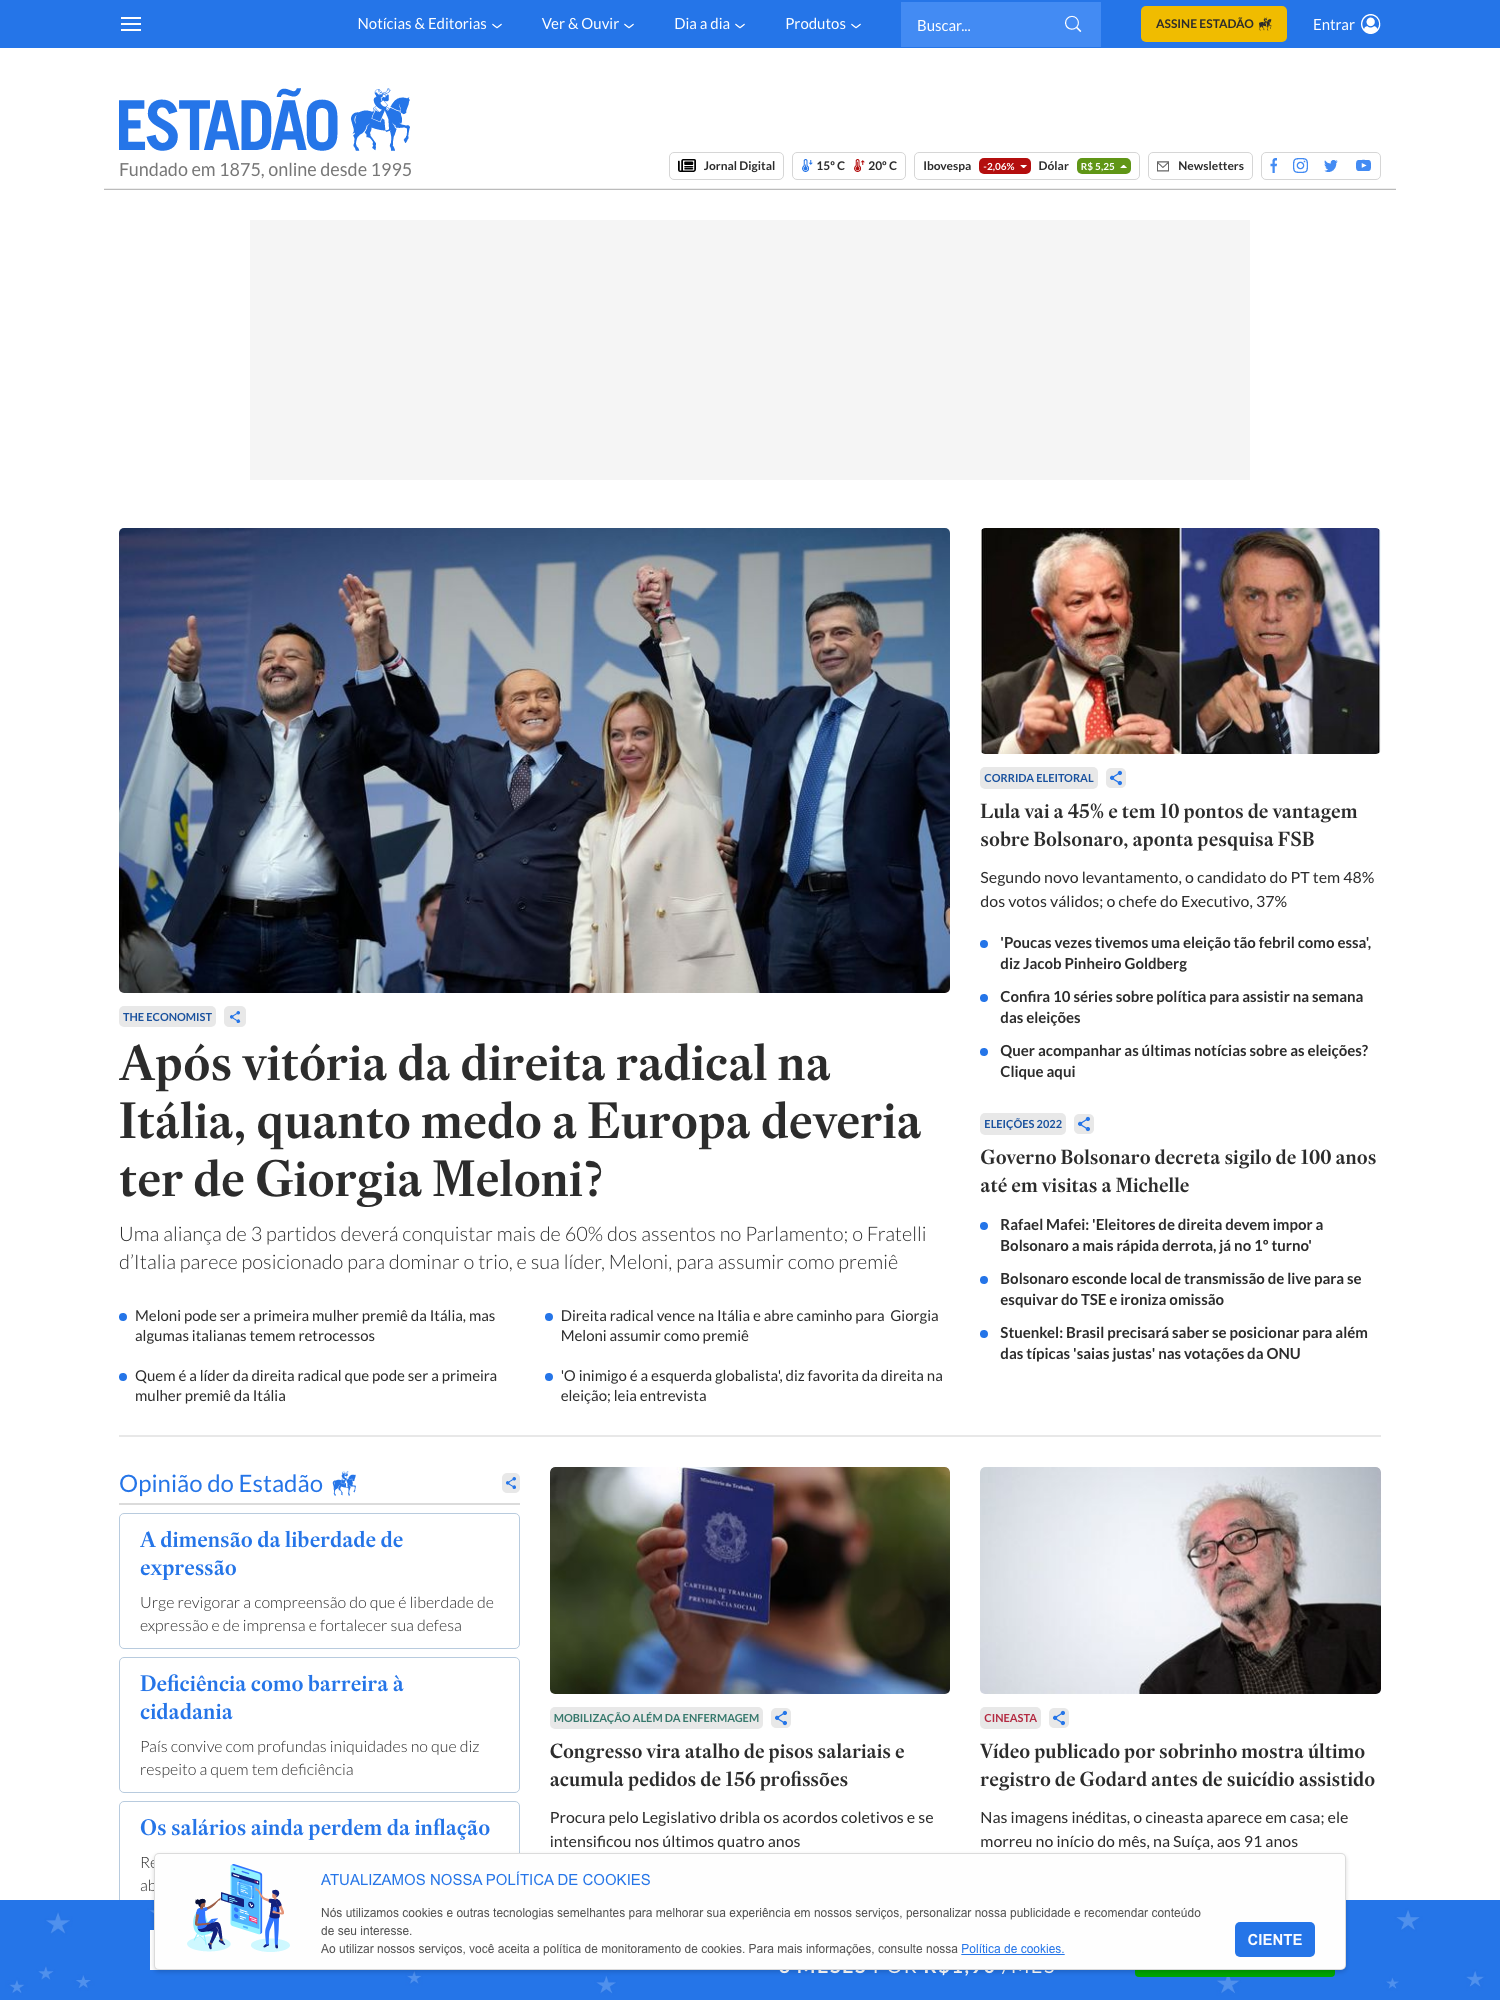 Notícias & Editorias
Ver & Ouvir
Dia a dia
Produtos
Buscar...
ASSINE ESTADÃO
Entrar
ESTADÃO
Fundado em 1875, online desde 1995
Jornal Digital
15º C 20º C
Ibovespa -2,06% Dólar R$ 5,25
Newsletters
INSIE
THE ECONOMIST
Após vitória da direita radical na
Itália, quanto medo a Europa deveria
ter de Giorgia Meloni?
Uma aliança de 3 partidos deverá conquistar mais de 60% dos assentos no Parlamento; o Fratelli
d’Italia parece posicionado para dominar o trio, e sua líder, Meloni, para assumir como premiê
Meloni pode ser a primeira mulher premiê da Itália, mas
algumas italianas temem retrocessos
Direita radical vence na Itália e abre caminho para Giorgia
Meloni assumir como premiê
Quem é a líder da direita radical que pode ser a primeira
mulher premiê da Itália
'O inimigo é a esquerda globalista', diz favorita da direita na
eleição; leia entrevista
CORRIDA ELEITORAL
Lula vai a 45% e tem 10 pontos de vantagem
sobre Bolsonaro, aponta pesquisa FSB
Segundo novo levantamento, o candidato do PT tem 48%
dos votos válidos; o chefe do Executivo, 37%
'Poucas vezes tivemos uma eleição tão febril como essa',
diz Jacob Pinheiro Goldberg
Confira 10 séries sobre política para assistir na semana
das eleições
Quer acompanhar as últimas notícias sobre as eleições?
Clique aqui
ELEIÇÕES 2022
Governo Bolsonaro decreta sigilo de 100 anos
até em visitas a Michelle
Rafael Mafei: 'Eleitores de direita devem impor a
Bolsonaro a mais rápida derrota, já no 1º turno'
Bolsonaro esconde local de transmissão de live para se
esquivar do TSE e ironiza omissão
Stuenkel: Brasil precisará saber se posicionar para além
das típicas 'saias justas' nas votações da ONU
Opinião do Estadão
A dimensão da liberdade de
expressão
Urge revigorar a compreensão do que é liberdade de
expressão e de imprensa e fortalecer sua defesa
Deficiência como barreira à
cidadania
País convive com profundas iniquidades no que diz
respeito a quem tem deficiência
Os salários ainda perdem da inflação
Ministério do Trabalho
CARTEIRA DE TRABALHO
E
PREVIDÊNCIA SOCIAL
MOBILIZAÇÃO ALÉM DA ENFERMAGEM
Congresso vira atalho de pisos salariais e
acumula pedidos de 156 profissões
Procura pelo Legislativo dribla os acordos coletivos e se
intensificou nos últimos quatro anos
CINEASTA
Vídeo publicado por sobrinho mostra último
registro de Godard antes de suicídio assistido
Nas imagens inéditas, o cineasta aparece em casa; ele
morreu no início do mês, na Suíça, aos 91 anos
ATUALIZAMOS NOSSA POLÍTICA DE COOKIES
Nós utilizamos cookies e outras tecnologias semelhantes para melhorar sua experiência em nossos serviços, personalizar nossa publicidade e recomendar conteúdo
de seu interesse.
Ao utilizar nossos serviços, você aceita a política de monitoramento de cookies. Para mais informações, consulte nossa Política de cookies.
CIENTE